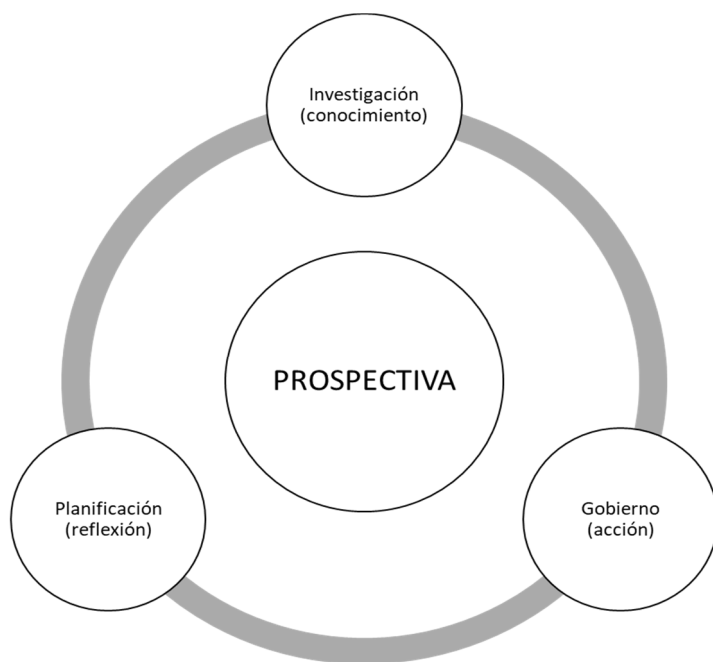 Investigación
(conocimiento)
PROSPECTIVA
Planificación
(reflexión)
Gobierno
(acción)